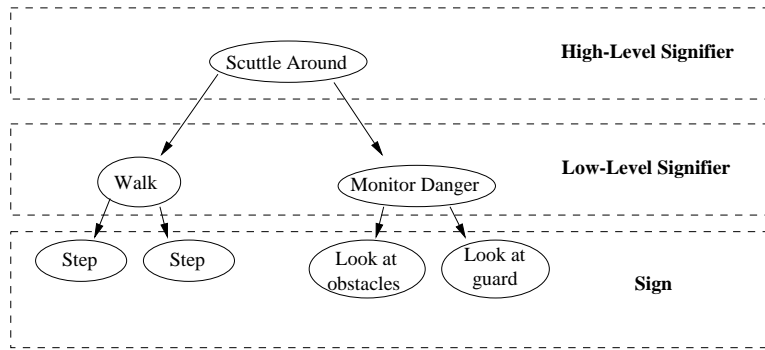 High-Level Signifier
Scuttle Around
Low-Level Signifier
Walk
Monitor Danger
Step
Step
Look at
obstacles
Look at
guard
Sign